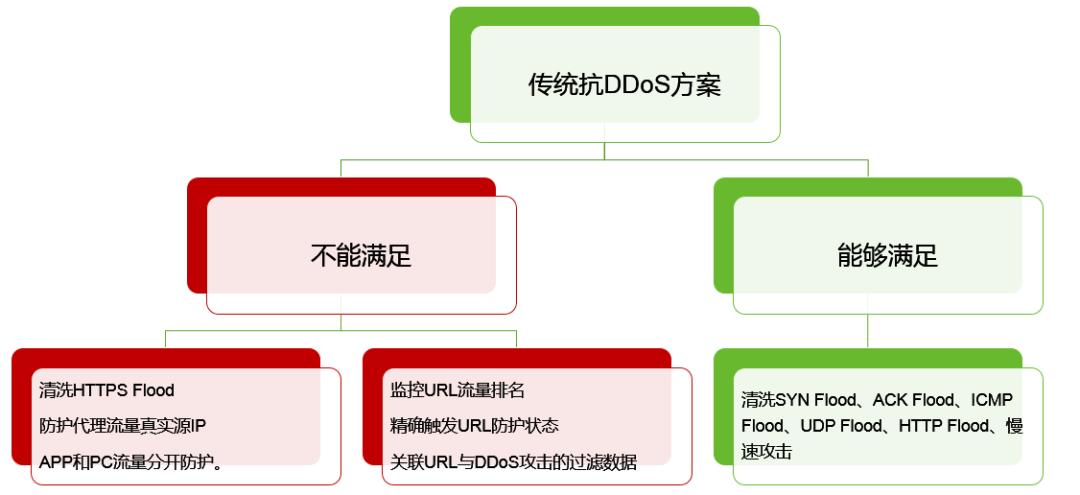 传统抗DDoS方案
不能满足
能够满足
清洗HTTPS Flood
防护代理流量真实源IP
APP和PC流量分开防护。
监控URL流量排名
精确触发URL防护状态
关联URL与DDoS攻击的过滤数据
清洗SYN Flood、ACK Flood、ICMP
Flood、UDP Flood、HTTP Flood、慢
速攻击